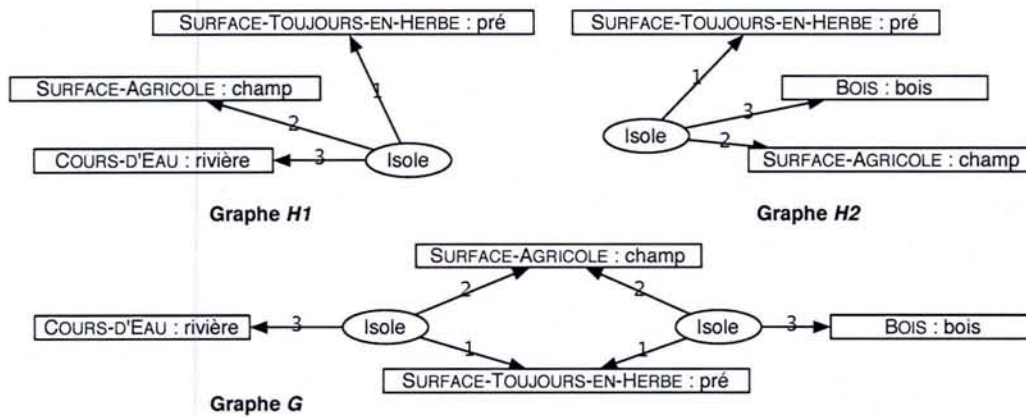 SURFACE-TOUJOURS-EN-HERBE : pré
SURFACE-AGRICOLE : champ
1
2
COURS-D'EAU : rivière
3
Isole
Graphe H1
SURFACE-TOUJOURS-EN-HERBE : pré
1
BOIS : bois
3
Isole
2
SURFACE-AGRICOLE : champ
Graphe H2
SURFACE-AGRICOLE : champ
2
2
COURS-D'EAU : rivière
3
Isole
Isole
3
BOIS : bois
1
1
SURFACE-TOUJOURS-EN-HERBE : pré
Graphe G